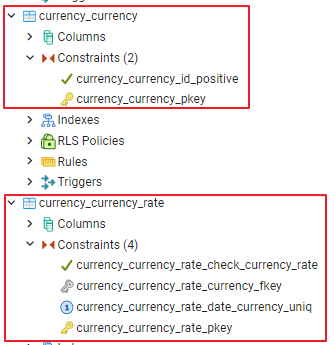 currency_currency
Columns
Constraints (2)
currency_currency_id_positive
currency_currency_pkey
Indexes
RLS Policies
Rules
Triggers
currency_currency_rate
Columns
Constraints (4)
currency_currency_rate_check_currency_rate
currency_currency_rate_currency_fkey
currency_currency_rate_date_currency_uniq
currency_currency_rate_pkey